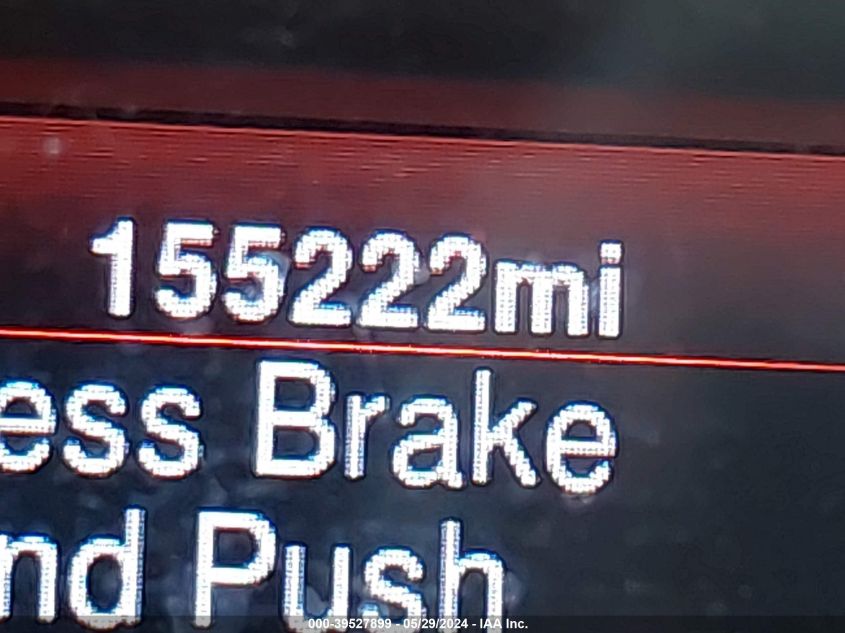 155222mi
ess Brake
nd Push
000-39527899 - 05/29/2024 - IAA Inc.